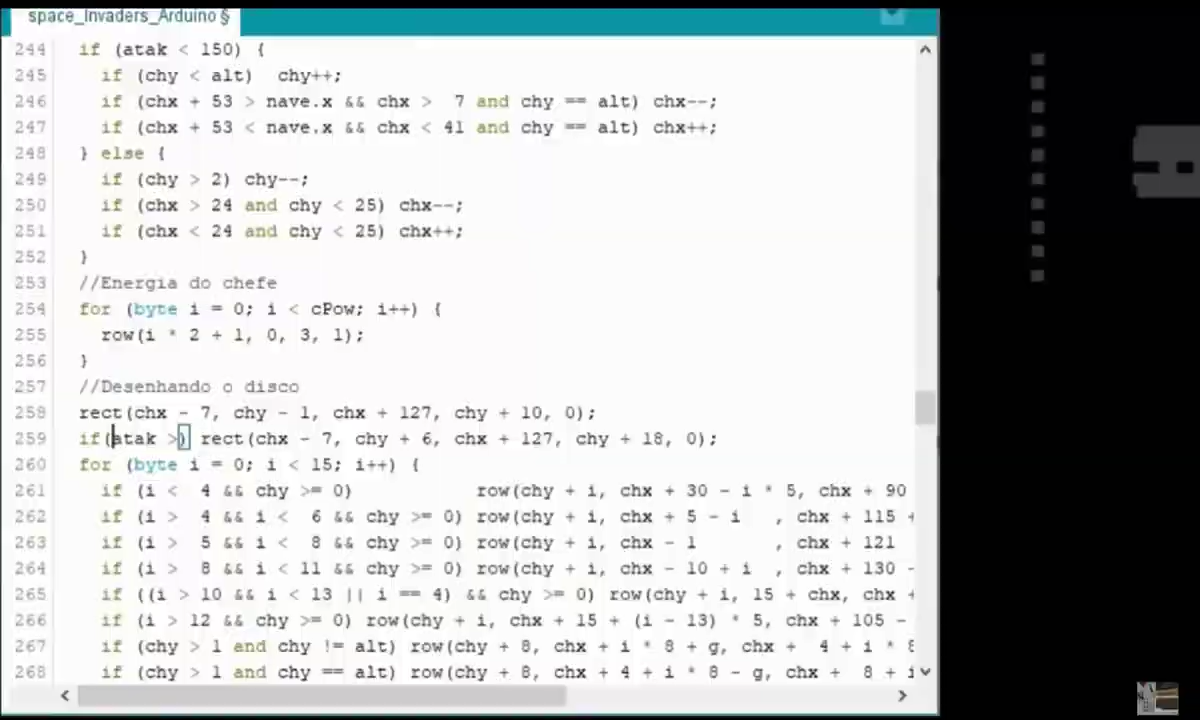 space_Invaders_Arduino §
244 if (atak < 150) {
245 if (chy < alt) chy++;
246 if (chx + 53 > nave.x && chx > 7 and chy == alt) chx--;
247 if (chx + 53 < nave.x && chx < 41 and chy == alt) chx++;
248 } else {
249 if (chy > 2) chy--;
250 if (chx > 24 and chy < 25) chx--;
251 if (chx < 24 and chy < 25) chx++;
252 }
253 //Energia do chefe
254 for (byte i = 0; i < cPow; i++) {
255 row(i * 2 + 1, 0, 3, 1);
256 }
257 //Desenhando o disco
258 rect(chx - 7, chy - 1, chx + 127, chy + 10, 0);
259 if(atak >) rect(chx - 7, chy + 6, chx + 127, chy + 18, 0);
260 for (byte i = 0; i < 15; i++) {
261 if (i < 4 && chy >= 0) row(chy + i, chx + 30 - i * 5, chx + 90
262 if (i > 4 && i < 6 && chy >= 0) row(chy + i, chx + 5 - i , chx + 115 +
263 if (i > 5 && i < 8 && chy >= 0) row(chy + i, chx - 1 , chx + 121
264 if (i > 8 && i < 11 && chy >= 0) row(chy + i, chx - 10 + i , chx + 130 -
265 if ((i > 10 && i < 13 || i == 4) && chy >= 0) row(chy + i, 15 + chx, chx +
266 if (i > 12 && chy >= 0) row(chy + i, chx + 15 + (i - 13) * 5, chx + 105 -
267 if (chy > 1 and chy != alt) row(chy + 8, chx + i * 8 + g, chx + 4 + i * 8
268 if (chy > 1 and chy == alt) row(chy + 8, chx + 4 + i * 8 - g, chx + 8 + i